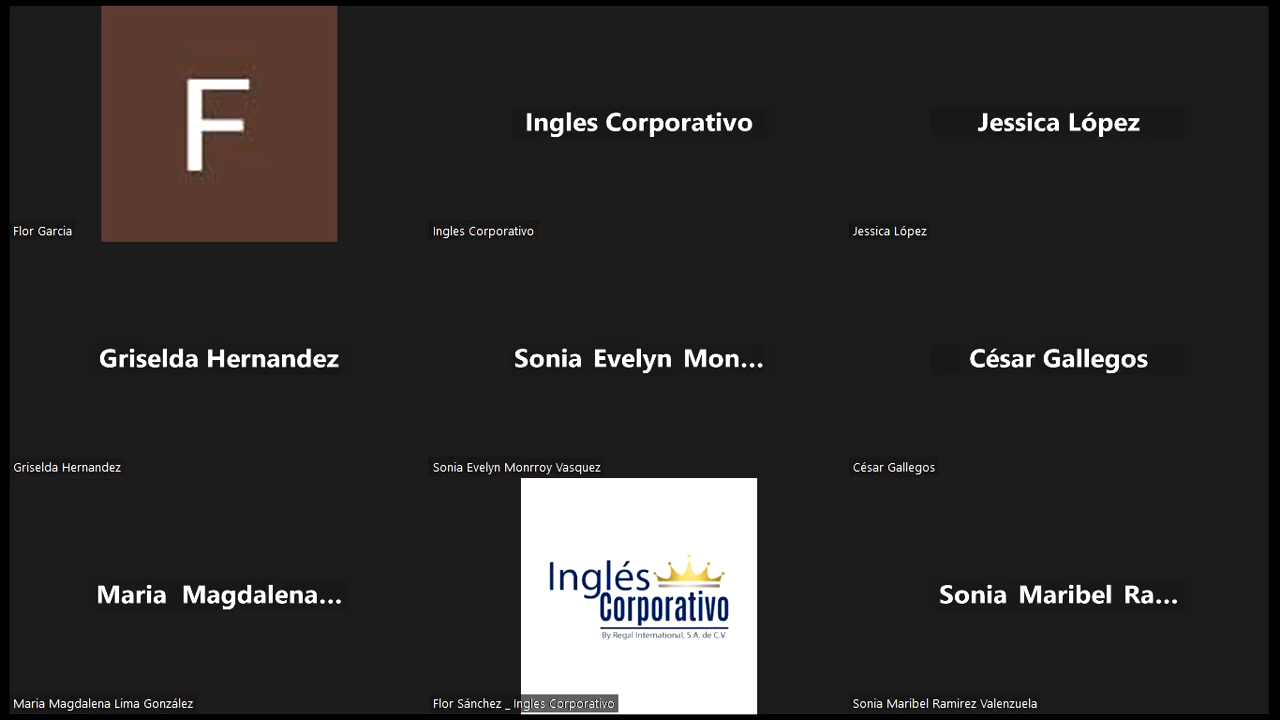 F
Ingles Corporativo
Jessica López
Flor Garcia
Ingles Corporativo
Jessica López
Griselda Hernandez
Sonia Evelyn Mon...
César Gallegos
Griselda Hernandez
Sonia Evelyn Monrroy Vasquez
César Gallegos
Maria Magdalena...
Inglés
Corporativo
By Regal International, S.A. de C.V.
Sonia Maribel Ra...
Maria Magdalena Lima González
Flor Sánchez _ Ingles Corporativo
Sonia Maribel Ramirez Valenzuela